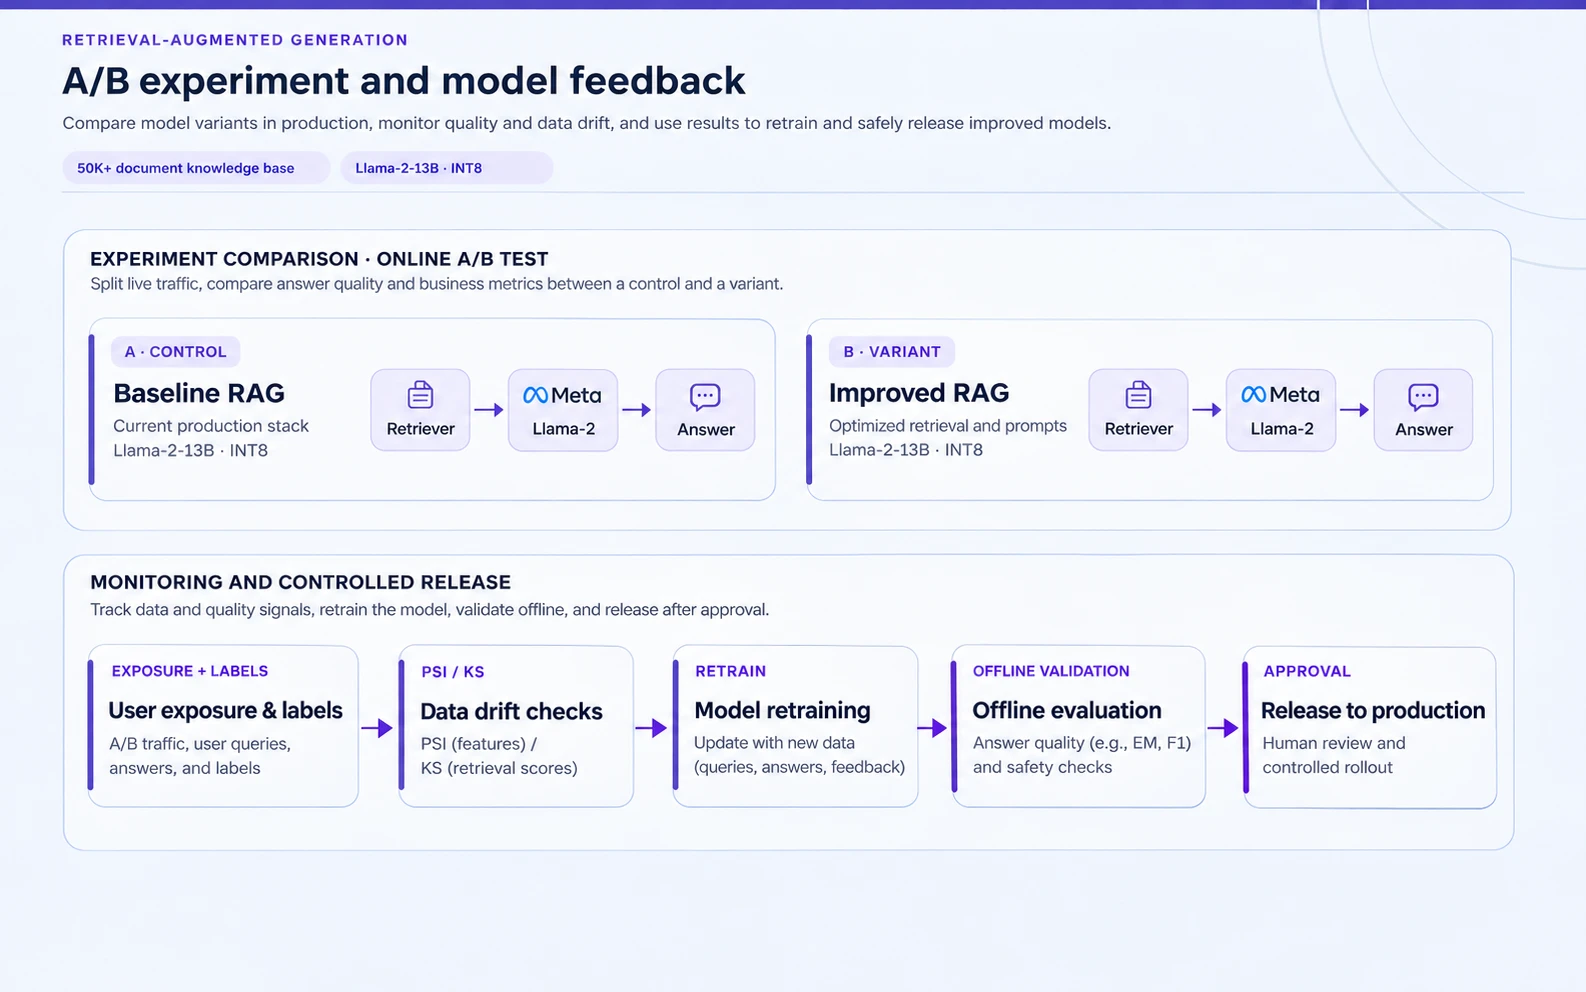 RETRIEVAL-AUGMENTED GENERATION
A/B experiment and model feedback
Compare model variants in production, monitor quality and data drift, and use results to retrain and safely release improved models.
50K+ document knowledge base
Llama-2-13B · INT8
EXPERIMENT COMPARISON · ONLINE A/B TEST
Split live traffic, compare answer quality and business metrics between a control and a variant.
A · CONTROL
Baseline RAG
Current production stack
Llama-2-13B · INT8
Retriever
Meta
Llama-2
Answer
B · VARIANT
Improved RAG
Optimized retrieval and prompts
Llama-2-13B · INT8
Retriever
Meta
Llama-2
Answer
MONITORING AND CONTROLLED RELEASE
Track data and quality signals, retrain the model, validate offline, and release after approval.
EXPOSURE + LABELS
User exposure & labels
A/B traffic, user queries,
answers, and labels
PSI / KS
Data drift checks
PSI (features) /
KS (retrieval scores)
RETRAIN
Model retraining
Update with new data
(queries, answers, feedback)
OFFLINE VALIDATION
Offline evaluation
Answer quality (e.g., EM, F1)
and safety checks
APPROVAL
Release to production
Human review and
controlled rollout